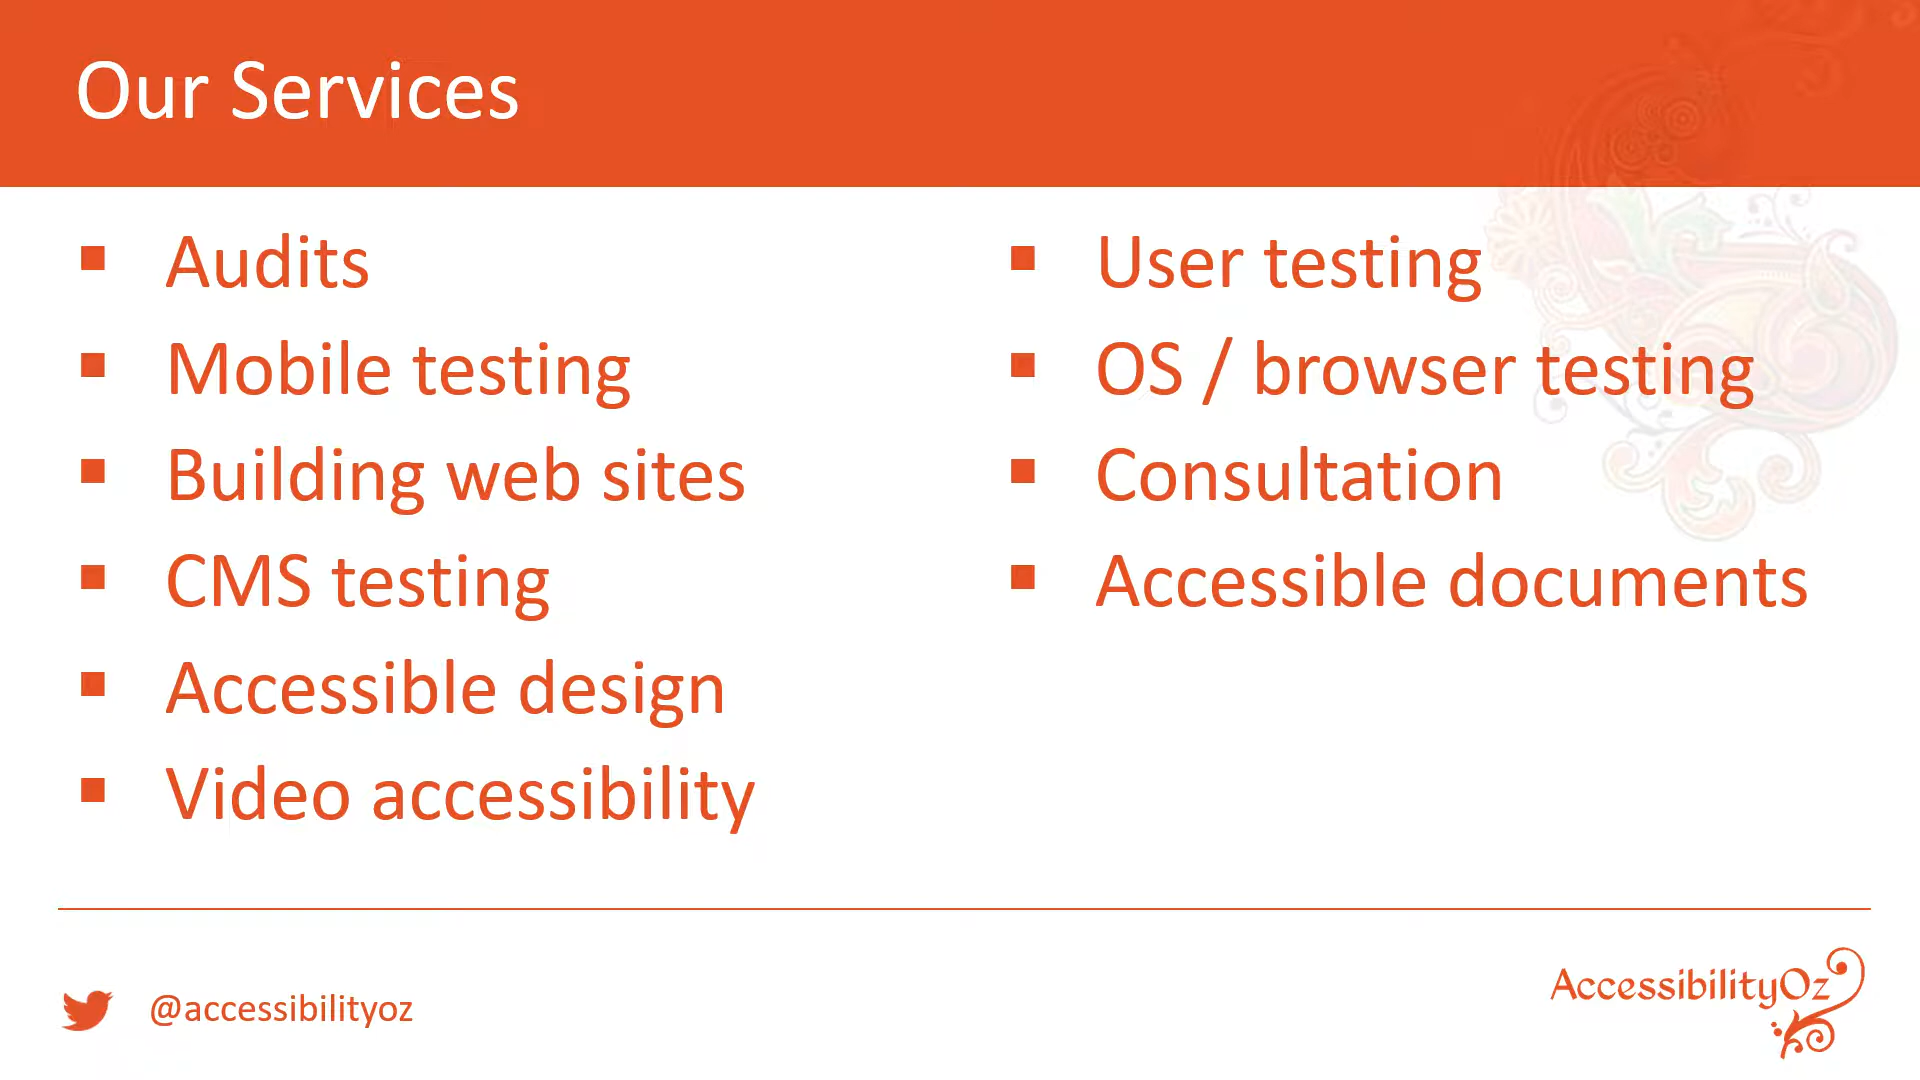 Our Services
Audits
Mobile testing
Building web sites
CMS testing
Accessible design
Video accessibility
User testing
OS / browser testing
Consultation
Accessible documents
@accessibilityoz
AccessibilityOz